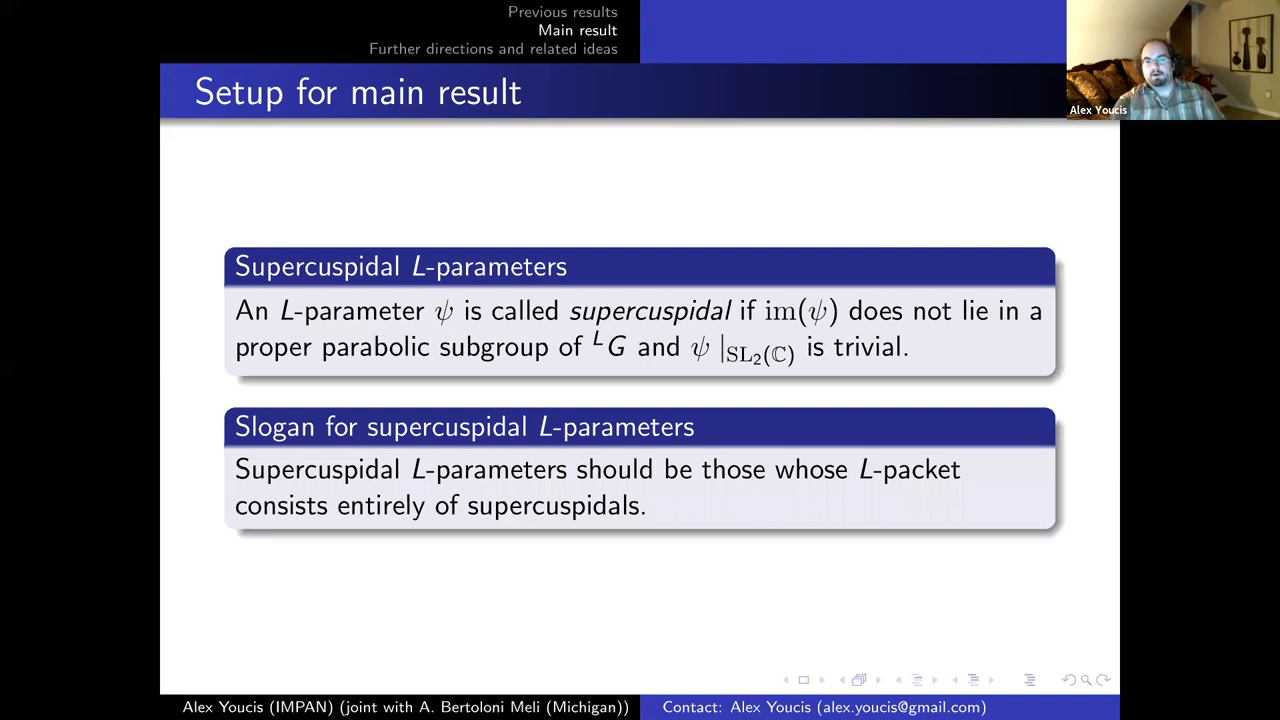 Previous results
Main result
Further directions and related ideas
Setup for main result
Alex Youcis
Supercuspidal L-parameters
An L-parameter ψ is called supercuspidal if im(ψ) does not lie in a
proper parabolic subgroup of ᴸG and ψ |SL₂(ℂ) is trivial.
Slogan for supercuspidal L-parameters
Supercuspidal L-parameters should be those whose L-packet
consists entirely of supercuspidals.
Alex Youcis (IMPAN) (joint with A. Bertoloni Meli (Michigan))
Contact: Alex Youcis (alex.youcis@gmail.com)